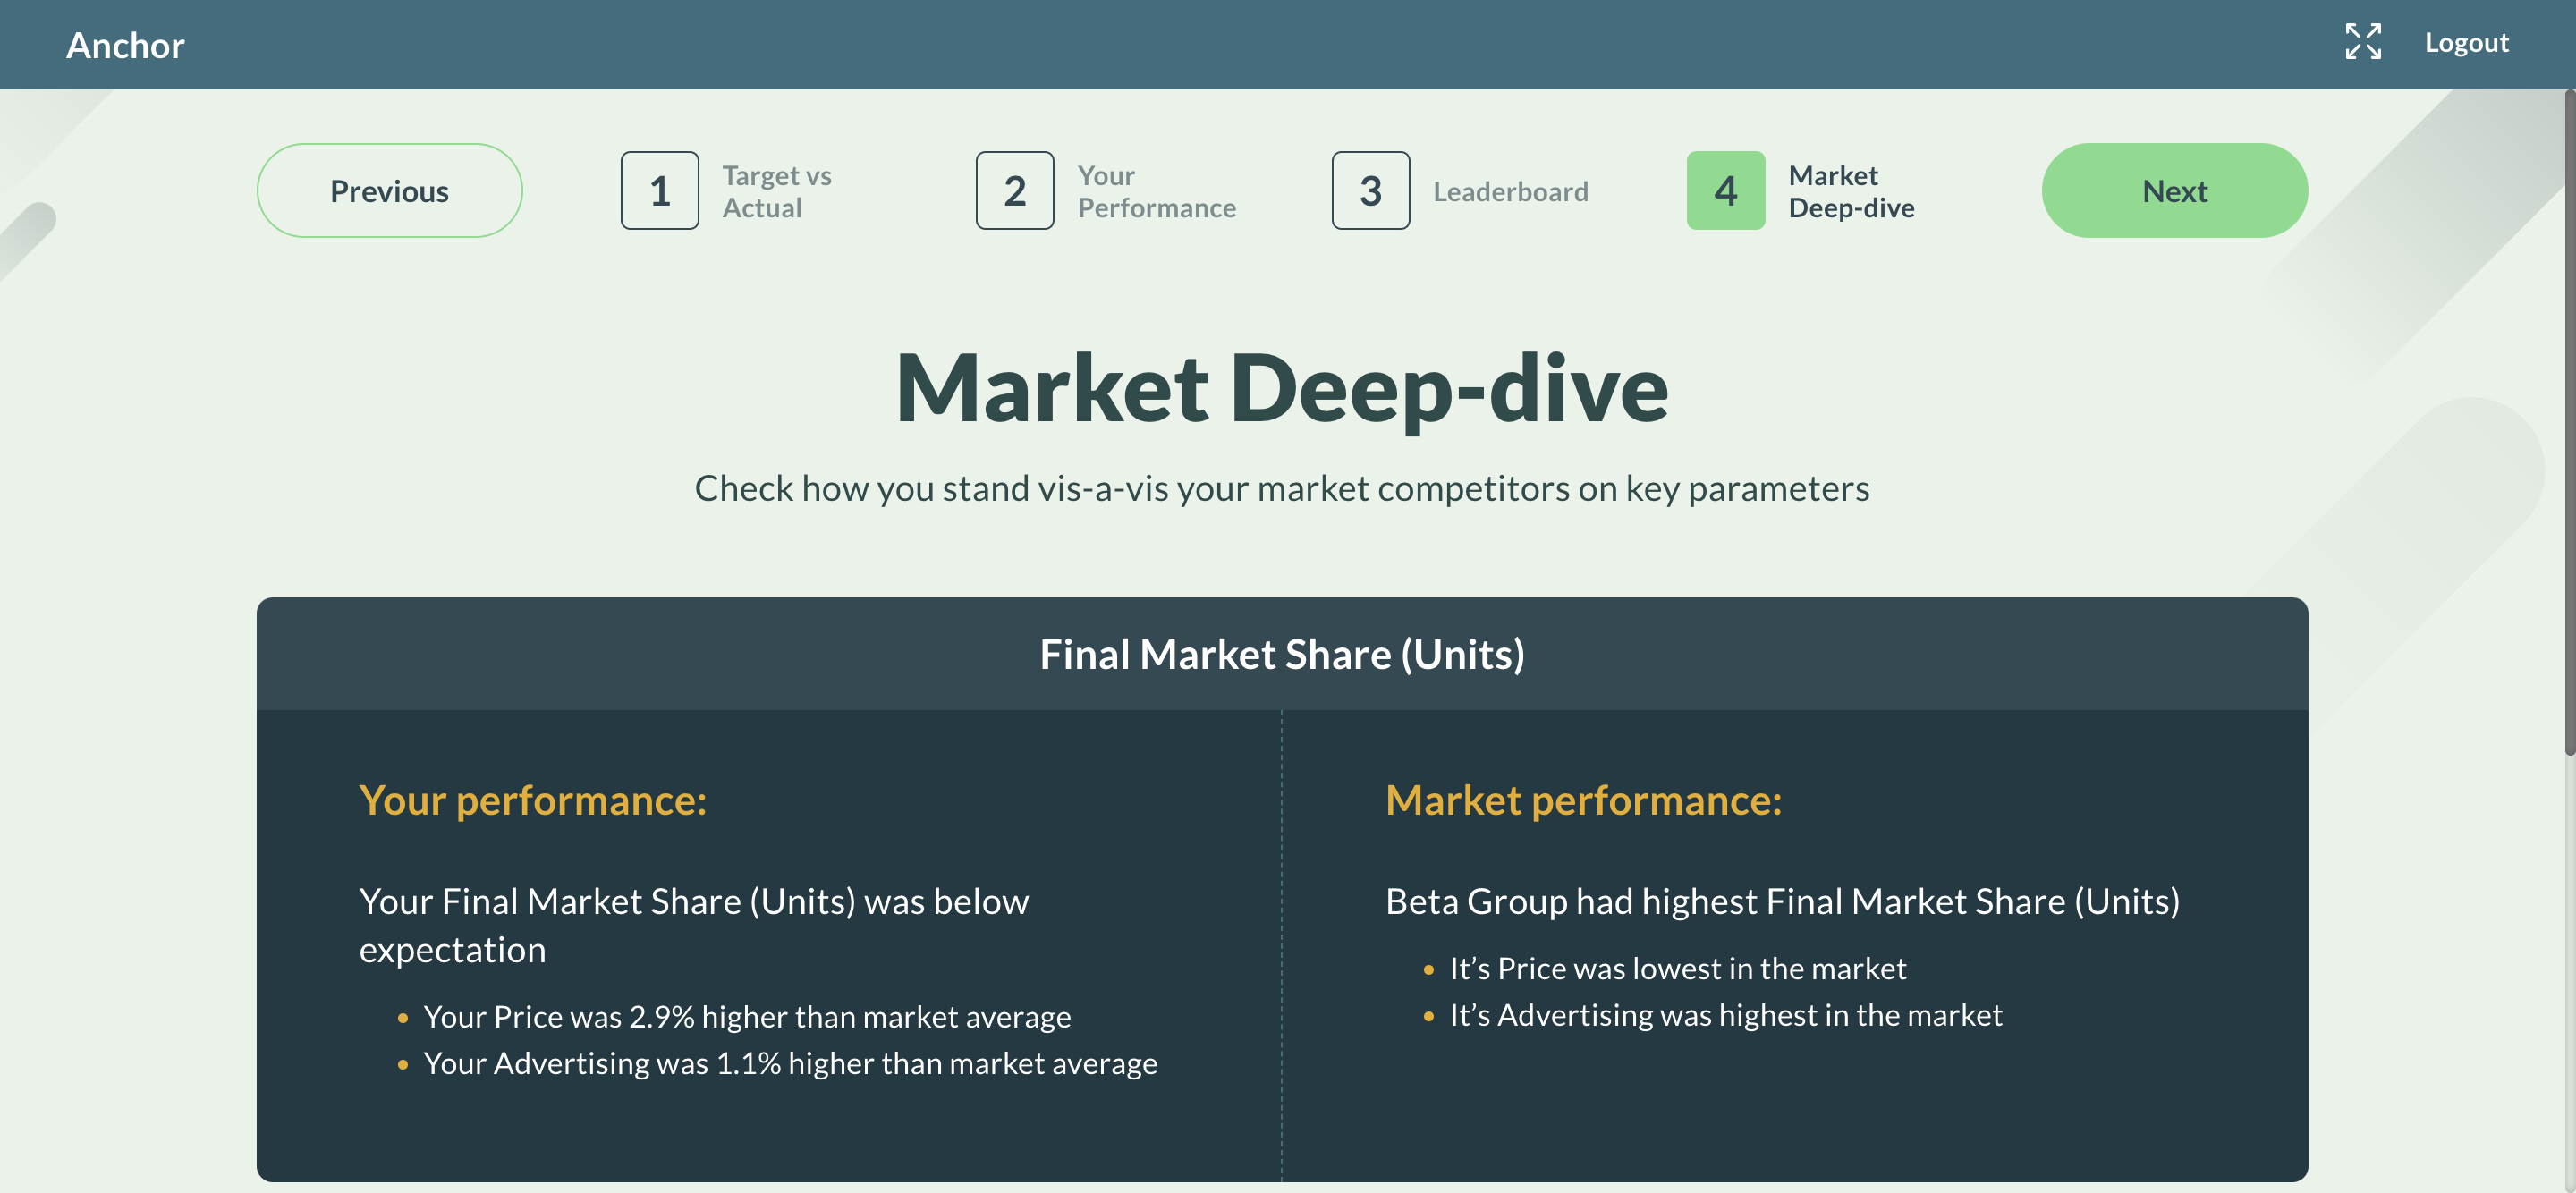 Anchor
Logout
Previous
1
Target vs
Actual
2
Your
Performance
3
Leaderboard
4
Market
Deep-dive
Next
Market Deep-dive
Check how you stand vis-a-vis your market competitors on key parameters
Final Market Share (Units)
Your performance:
Your Final Market Share (Units) was below
expectation
• Your Price was 2.9% higher than market average
• Your Advertising was 1.1% higher than market average
Market performance:
Beta Group had highest Final Market Share (Units)
• It’s Price was lowest in the market
• It’s Advertising was highest in the market